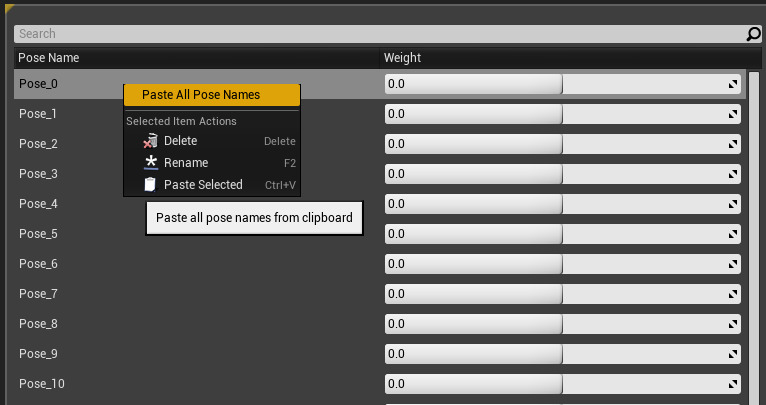 Search
Pose Name Weight
Pose_0 0.0
Paste All Pose Names
Pose_1 0.0
Selected Item Actions
Delete Delete
Pose_2 0.0
Rename F2
Pose_3 0.0
Paste Selected Ctrl+V
Pose_4 0.0
Paste all pose names from clipboard
Pose_5 0.0
Pose_6 0.0
Pose_7 0.0
Pose_8 0.0
Pose_9 0.0
Pose_10 0.0